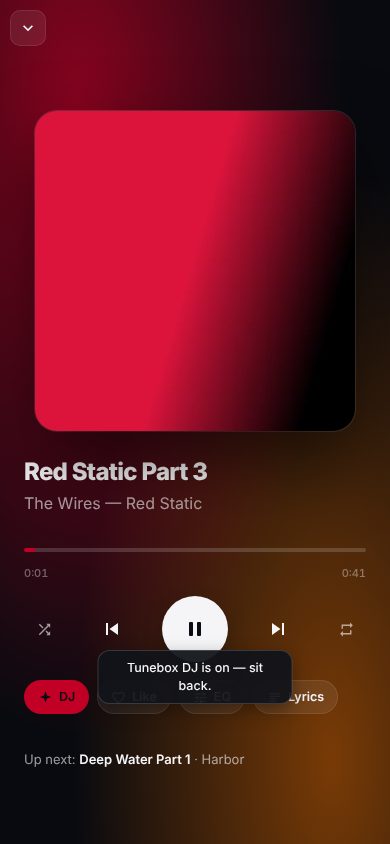 Red Static Part 3
The Wires — Red Static
0:01
0:41
Tunebox DJ is on — sit
back.
DJ
Like
EQ
Lyrics
Up next: Deep Water Part 1 · Harbor